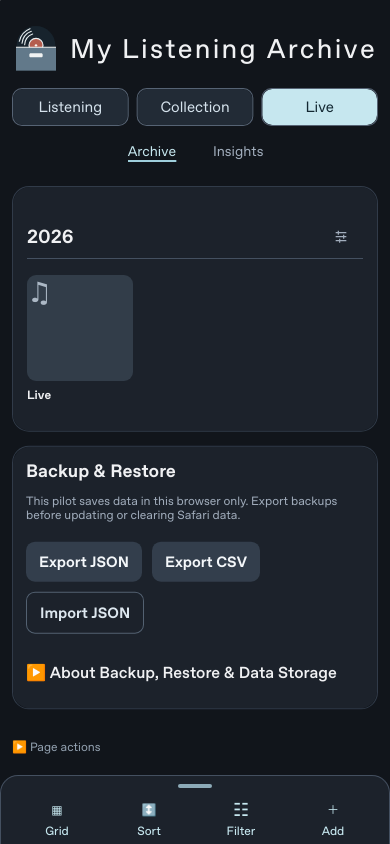 My Listening Archive
Listening Collection Live
Archive Insights
2026
Live
Backup & Restore
This pilot saves data in this browser only. Export backups
before updating or clearing Safari data.
Export JSON Export CSV
Import JSON
About Backup, Restore & Data Storage
Page actions
Grid Sort Filter Add